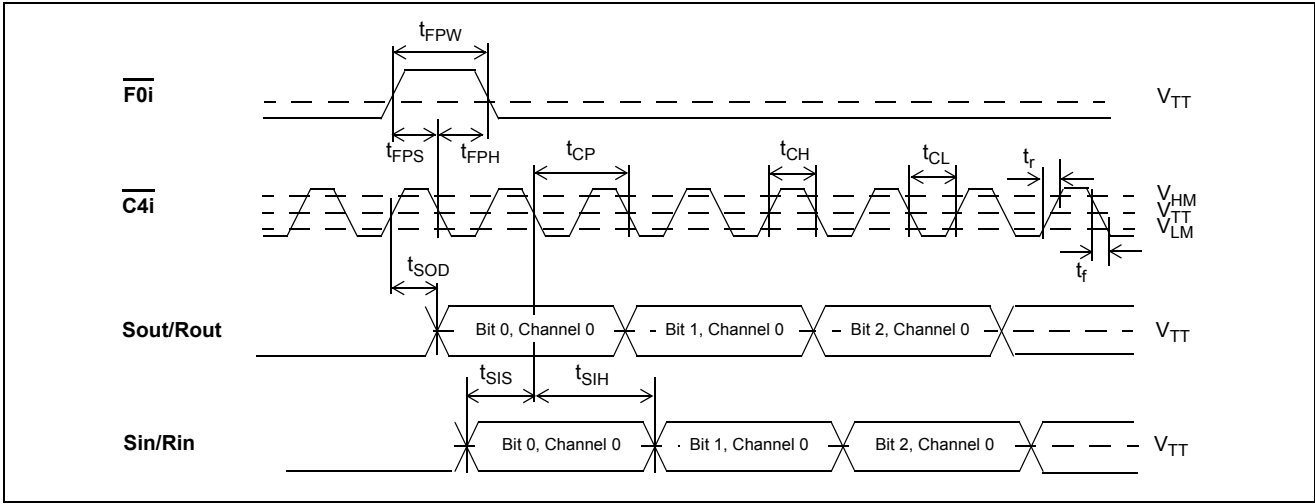 tFPW
F0i
VTT
tFPS tFPH tCP tCH tCL tr
C4i
VHM
VTT
VLM
tSOD tf
Sout/Rout Bit 0, Channel 0 Bit 1, Channel 0 Bit 2, Channel 0 VTT
tSIS tSIH
Sin/Rin Bit 0, Channel 0 Bit 1, Channel 0 Bit 2, Channel 0 VTT